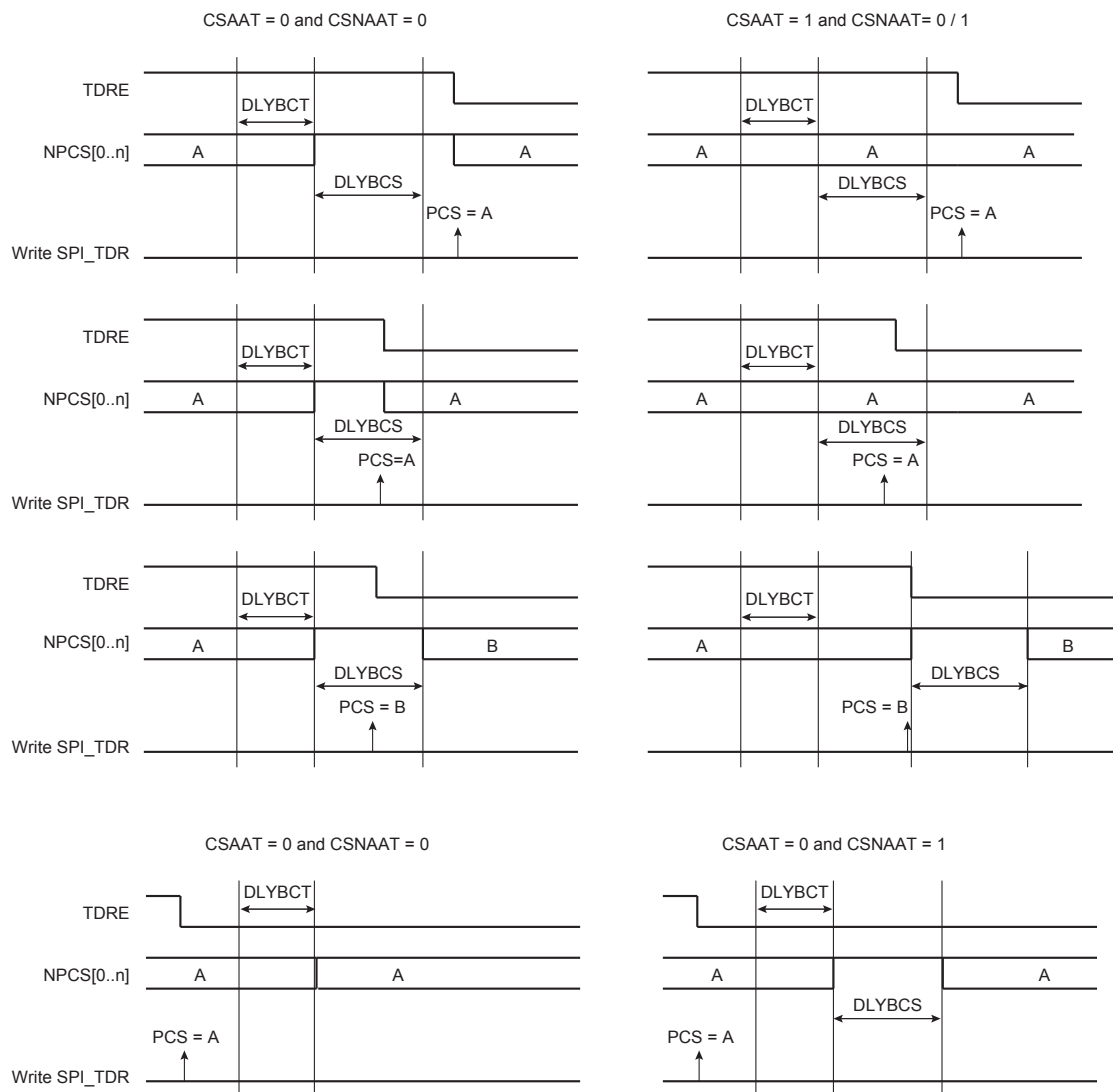 CSAAT = 0 and CSNAAT = 0
CSAAT = 1 and CSNAAT= 0 / 1
TDRE
DLYBCT
DLYBCT
NPCS[0..n]
A
A
A
A
A
DLYBCS
DLYBCS
PCS = A
PCS = A
Write SPI_TDR
TDRE
DLYBCT
DLYBCT
NPCS[0..n]
A
A
A
A
A
DLYBCS
DLYBCS
PCS=A
PCS = A
Write SPI_TDR
TDRE
DLYBCT
DLYBCT
NPCS[0..n]
A
B
A
B
DLYBCS
DLYBCS
PCS = B
PCS = B
Write SPI_TDR
CSAAT = 0 and CSNAAT = 0
CSAAT = 0 and CSNAAT = 1
DLYBCT
DLYBCT
TDRE
NPCS[0..n]
A
A
A
A
DLYBCS
PCS = A
PCS = A
Write SPI_TDR